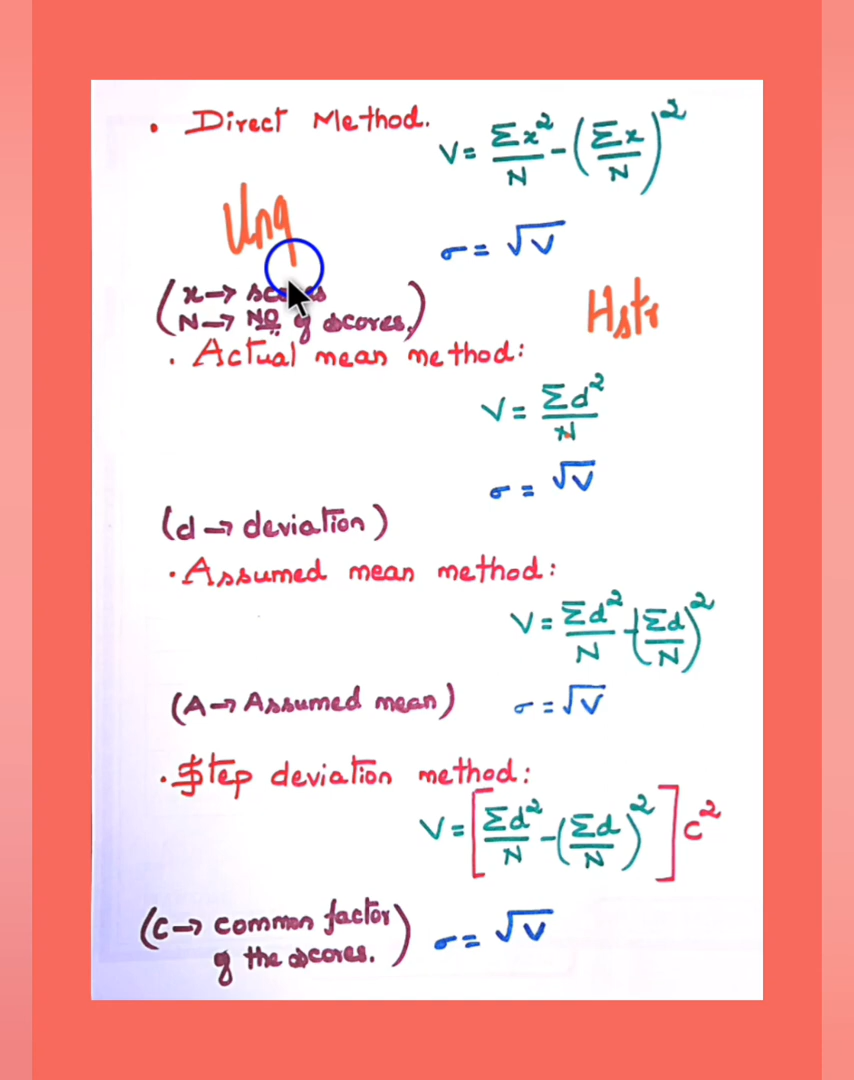 • Direct Method.
V = Σx²/N - (Σx/N)²
Ung
σ = √V
(x → scores
N → No of scores.)
Hstr
• Actual mean method:
V = Σd²/N
σ = √V
(d → deviation)
• Assumed mean method:
V = Σd²/N - (Σd/N)²
(A → Assumed mean)
σ = √V
• Step deviation method:
V = [Σd²/N - (Σd/N)²] c²
(C → common factor
of the scores.)
σ = √V